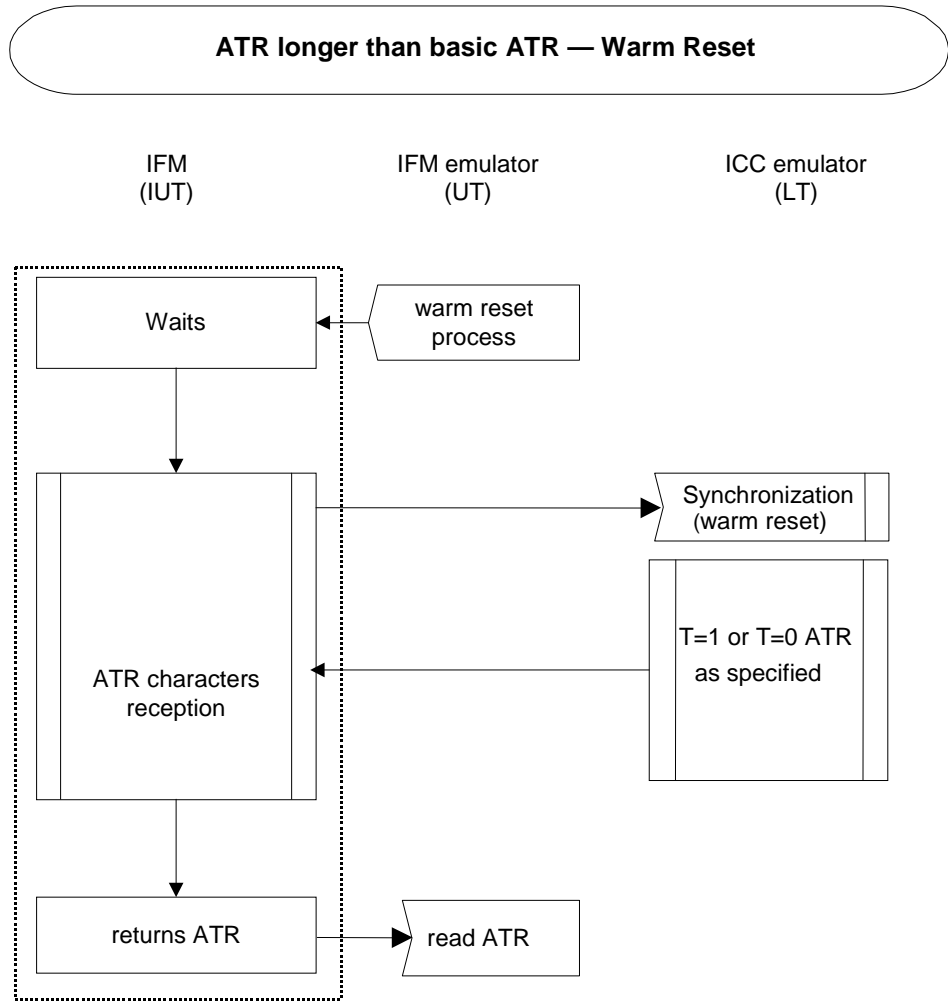 ATR longer than basic ATR — Warm Reset
IFM
(IUT)
IFM emulator
(UT)
ICC emulator
(LT)
Waits
warm reset
process
Synchronization
(warm reset)
T=1 or T=0 ATR
as specified
ATR characters
reception
returns ATR
read ATR